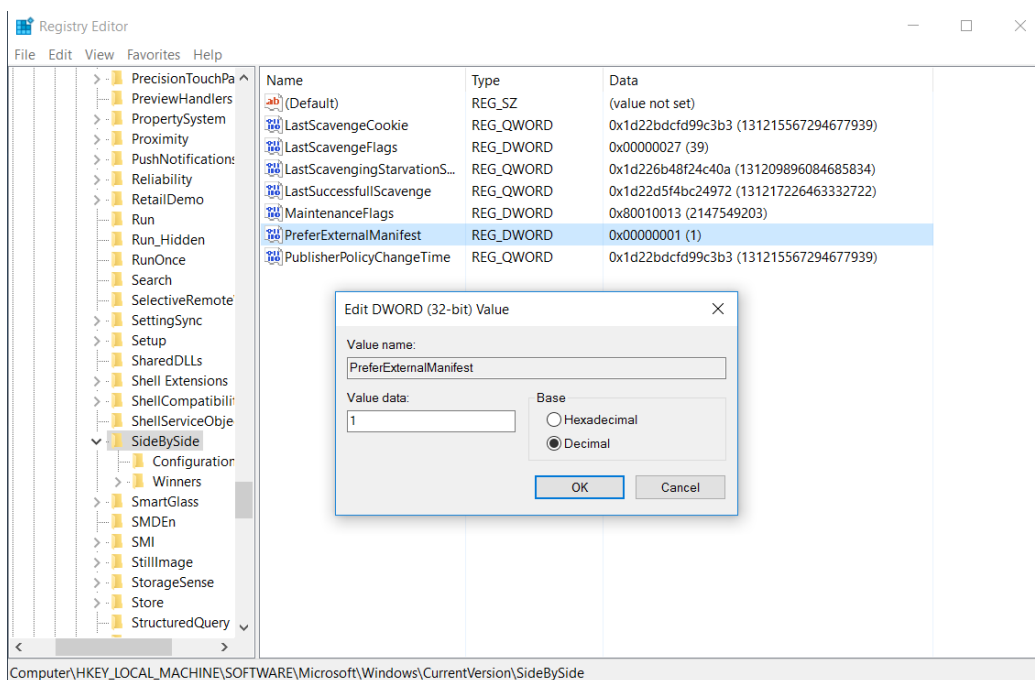 Registry Editor
File Edit View Favorites Help
PrecisionTouchPa
PreviewHandlers
PropertySystem
Proximity
PushNotifications
Reliability
RetailDemo
Run
Run_Hidden
RunOnce
Search
SelectiveRemote
SettingSync
Setup
SharedDLLs
Shell Extensions
ShellCompatibili
ShellServiceObje
SideBySide
Configuration
Winners
SmartGlass
SMDEn
SMI
StillImage
StorageSense
Store
StructuredQuery
Name Type Data
(Default) REG_SZ (value not set)
LastScavengeCookie REG_QWORD 0x1d22bdcfd99c3b3 (131215567294677939)
LastScavengeFlags REG_DWORD 0x00000027 (39)
LastScavengingStarvationS... REG_QWORD 0x1d226b48f24c40a (131209896084685834)
LastSuccessfullScavenge REG_QWORD 0x1d22d5f4bc24972 (131217226463332722)
MaintenanceFlags REG_DWORD 0x80010013 (2147549203)
PreferExternalManifest REG_DWORD 0x00000001 (1)
PublisherPolicyChangeTime REG_QWORD 0x1d22bdcfd99c3b3 (131215567294677939)
Edit DWORD (32-bit) Value
Value name:
PreferExternalManifest
Value data:
1
Base
Hexadecimal
Decimal
OK Cancel
Computer\HKEY_LOCAL_MACHINE\SOFTWARE\Microsoft\Windows\CurrentVersion\SideBySide